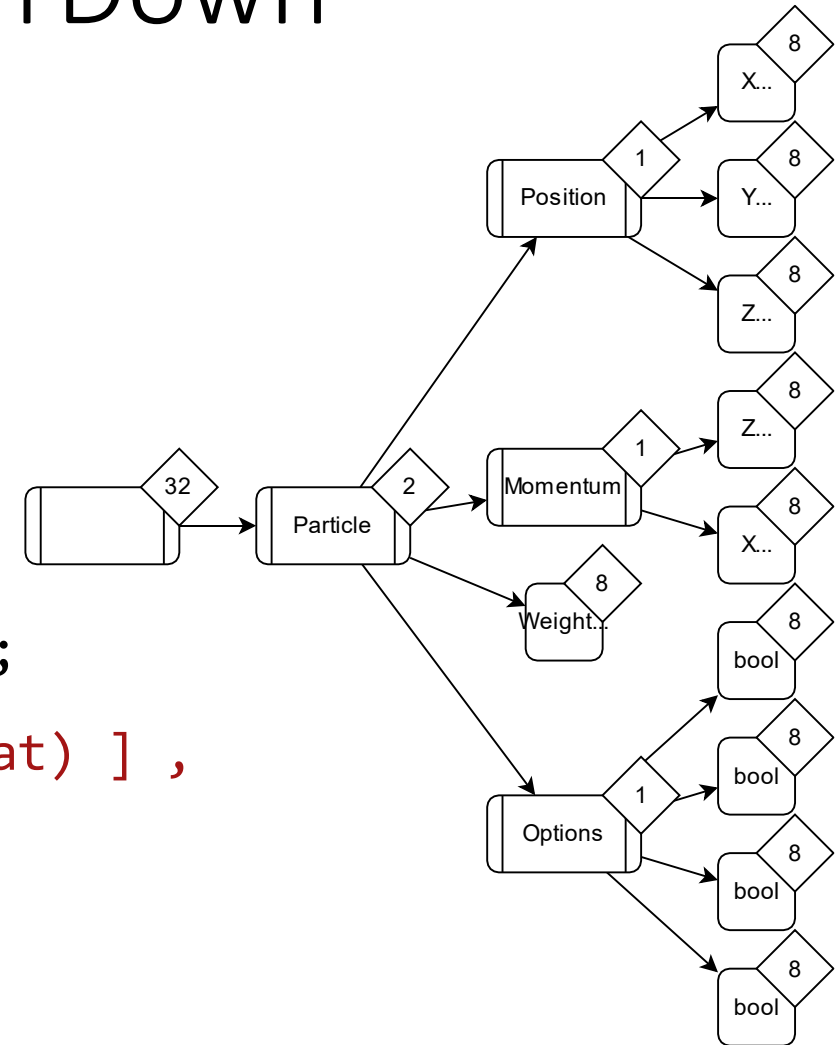 8
X...
1
8
Position
Y...
8
Z...
8
1
Z...
32
2
Momentum
8
Particle
X...
8
Weight...
8
bool
;
at) ] ,
8
1
bool
Options
8
bool
8
bool